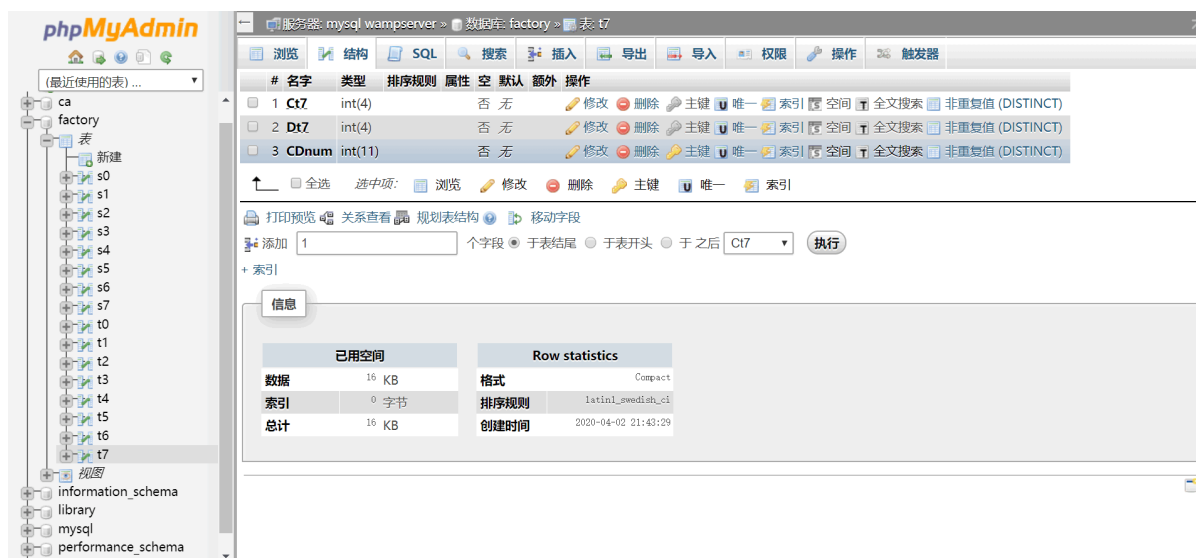 phpMyAdmin
(最近使用的表) ...
ca
factory
表
新建
s0
s1
s2
s3
s4
s5
s6
s7
t0
t1
t2
t3
t4
t5
t6
t7
视图
information_schema
library
mysql
performance_schema
服务器: mysql wampserver » 数据库: factory » 表: t7
浏览 结构 SQL 搜索 插入 导出 导入 权限 操作 触发器
# 名字 类型 排序规则 属性 空 默认 额外 操作
1 Ct7 int(4) 否 无 修改 删除 主键 唯一 索引 空间 全文搜索 非重复值 (DISTINCT)
2 Dt7 int(4) 否 无 修改 删除 主键 唯一 索引 空间 全文搜索 非重复值 (DISTINCT)
3 CDnum int(11) 否 无 修改 删除 主键 唯一 索引 空间 全文搜索 非重复值 (DISTINCT)
全选 选中项: 浏览 修改 删除 主键 唯一 索引
打印预览 关系查看 规划表结构 移动字段
添加 1 个字段 于表结尾 于表开头 于 之后 Ct7 执行
+ 索引
信息
已用空间
数据 16 KB
索引 0 字节
总计 16 KB
Row statistics
格式 Compact
排序规则 latin1_swedish_ci
创建时间 2020-04-02 21:43:29